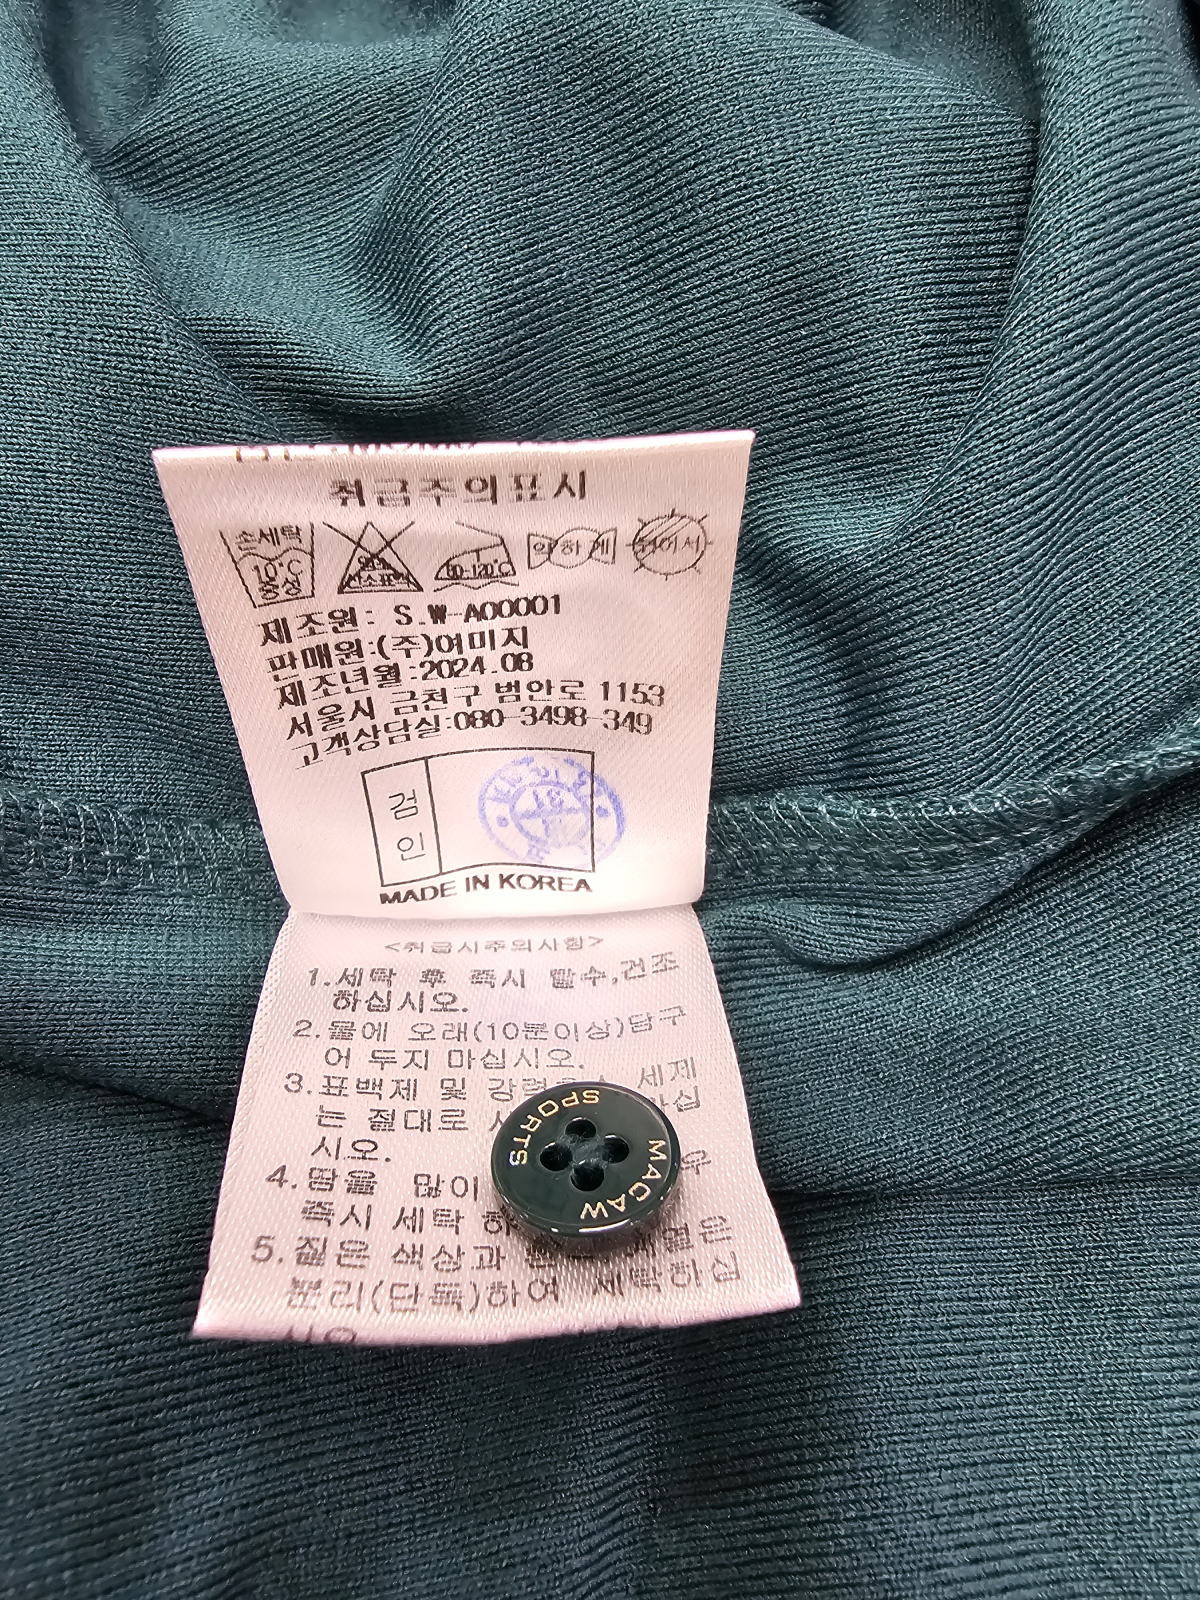 취급주의표시
손세탁
10°C
중성
80-120°C
약하게
제조원: S.W-A00001
판매원:(주)어미지
제조년월:2024.08
서울시 금천구 범안로 1153
고객상담실:080-3498-349
검
인
MADE IN KOREA
<취급시주의사항>
1.세탁 후 즉시 탈수,건조
하십시오.
2.물에 오래(10분이상)담구
어 두지 마십시오.
3.표백제 및 세제
는 절대로
시오.
4.땀을 많이
즉시 세탁
5.짙은 색상과
분리(단독)하여 세탁하십
시오
MACAW SPORTS